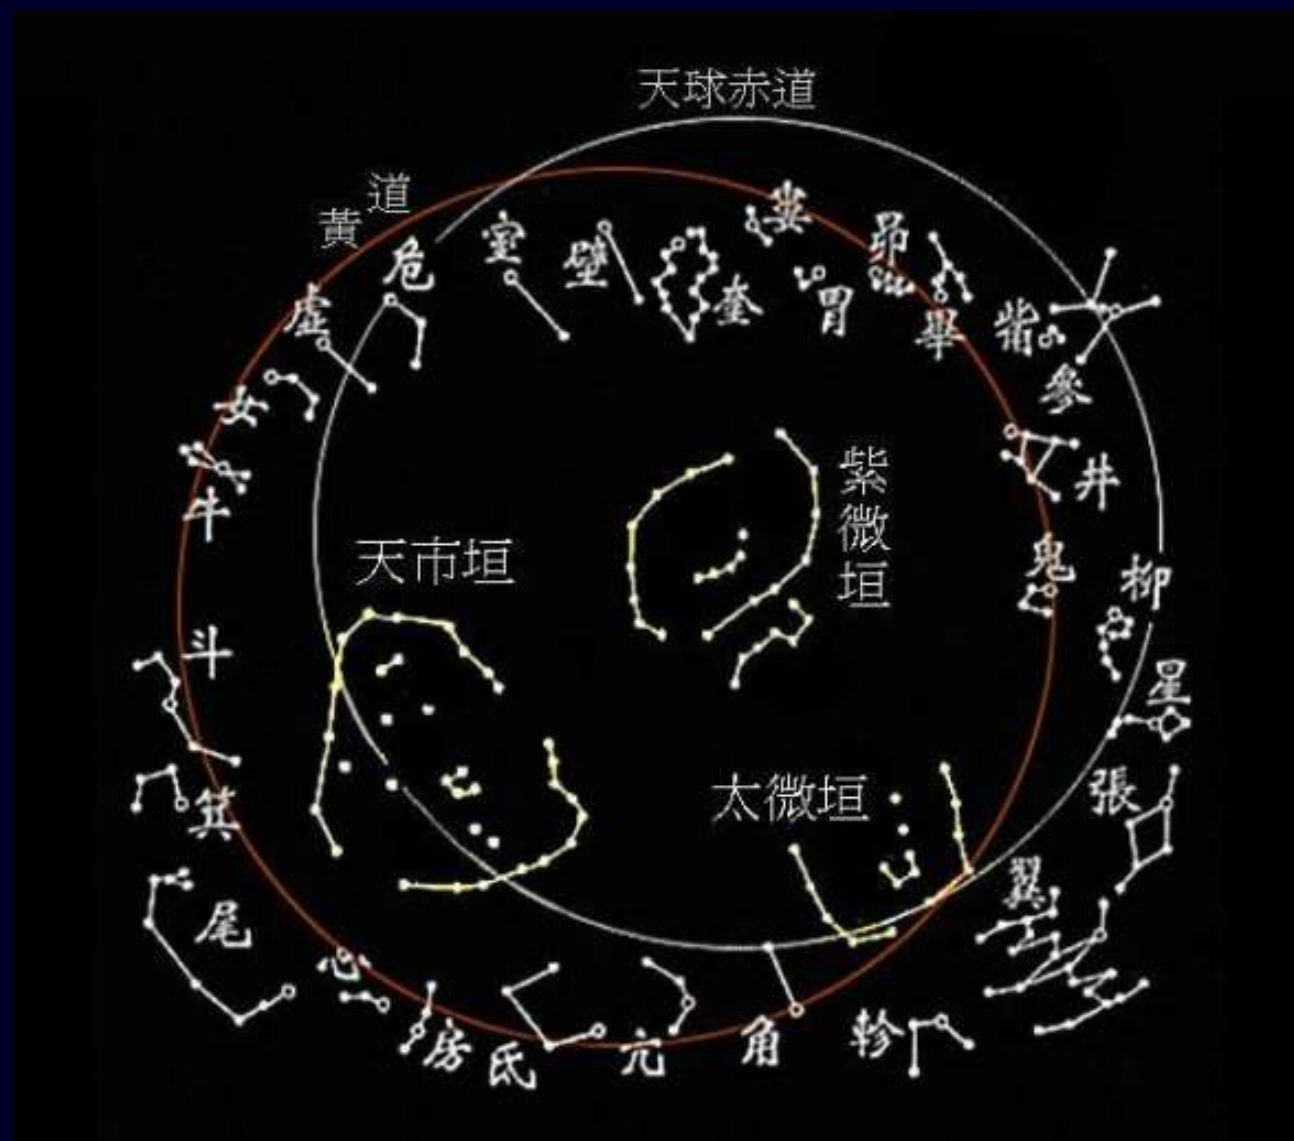 天球赤道
黃道
危
室
壁
奎
婁
胃
昴
畢
觜
參
井
鬼
柳
星
張
翼
軫
角
亢
氐
房
心
尾
箕
斗
牛
女
虛
紫微垣
天市垣
太微垣